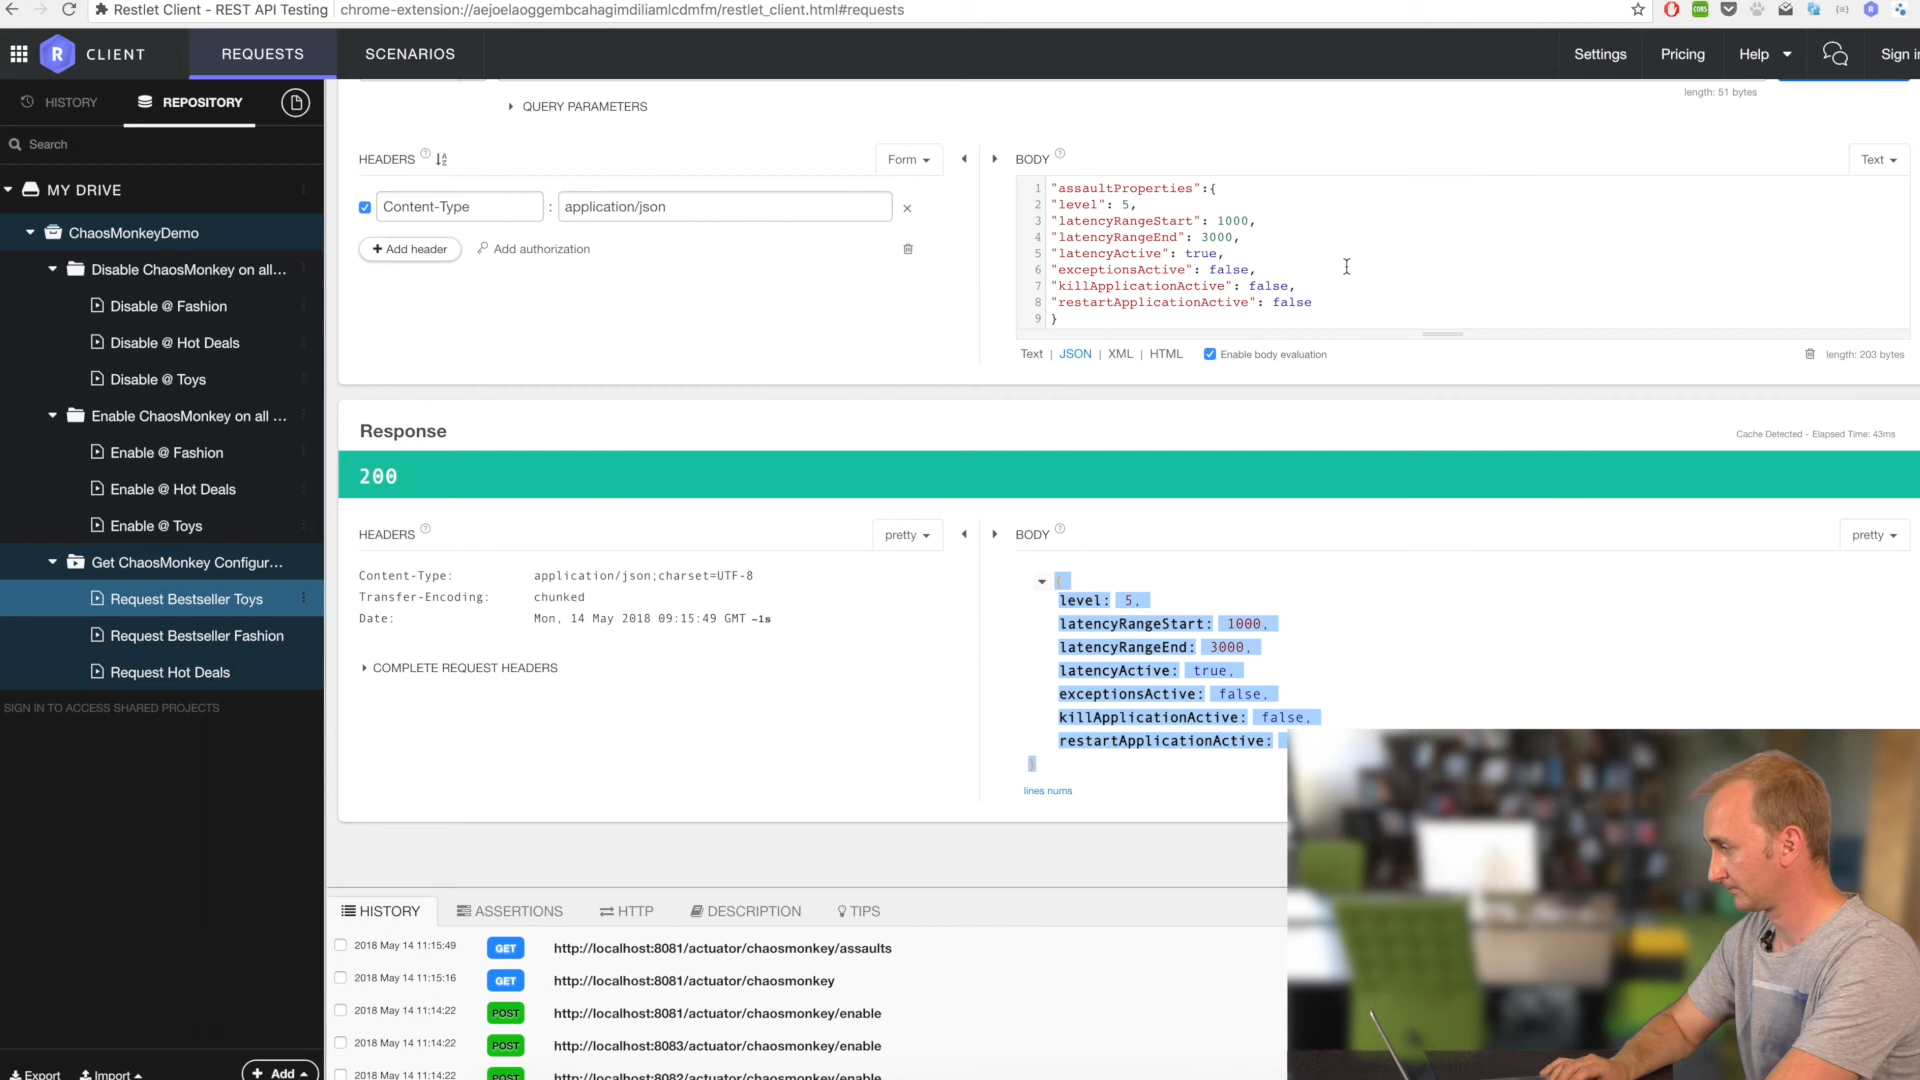 Restlet Client - REST API Testing chrome-extension://aejoelaoggembcahagimdiliamlcdmfm/restlet_client.html#requests
R CLIENT REQUESTS SCENARIOS Settings Pricing Help Sign in
HISTORY REPOSITORY
length: 51 bytes
QUERY PARAMETERS
Search
HEADERS Form BODY Text
MY DRIVE
1 "assaultProperties":{
Content-Type : application/json
2 "level": 5,
3 "latencyRangeStart": 1000,
4 "latencyRangeEnd": 3000,
ChaosMonkeyDemo
+ Add header Add authorization
5 "latencyActive": true,
6 "exceptionsActive": false,
Disable ChaosMonkey on all...
7 "killApplicationActive": false,
8 "restartApplicationActive": false
Disable @ Fashion
9 }
Disable @ Hot Deals
Text | JSON | XML | HTML Enable body evaluation length: 203 bytes
Disable @ Toys
Enable ChaosMonkey on all ...
Response
Cache Detected - Elapsed Time: 43ms
Enable @ Fashion
200
Enable @ Hot Deals
Enable @ Toys
HEADERS pretty BODY pretty
Get ChaosMonkey Configur...
Content-Type: application/json;charset=UTF-8
{
Transfer-Encoding: chunked
level: 5,
Request Bestseller Toys
Date: Mon, 14 May 2018 09:15:49 GMT -1s
latencyRangeStart: 1000,
Request Bestseller Fashion
latencyRangeEnd: 3000,
COMPLETE REQUEST HEADERS
latencyActive: true,
Request Hot Deals
exceptionsActive: false,
SIGN IN TO ACCESS SHARED PROJECTS
killApplicationActive: false,
restartApplicationActive:
}
lines nums
HISTORY ASSERTIONS HTTP DESCRIPTION TIPS
2018 May 14 11:15:49 GET http://localhost:8081/actuator/chaosmonkey/assaults
2018 May 14 11:15:16 GET http://localhost:8081/actuator/chaosmonkey
2018 May 14 11:14:22 POST http://localhost:8081/actuator/chaosmonkey/enable
2018 May 14 11:14:22 POST http://localhost:8083/actuator/chaosmonkey/enable
2018 May 14 11:14:22 POST http://localhost:8082/actuator/chaosmonkey/enable
Export Import + Add